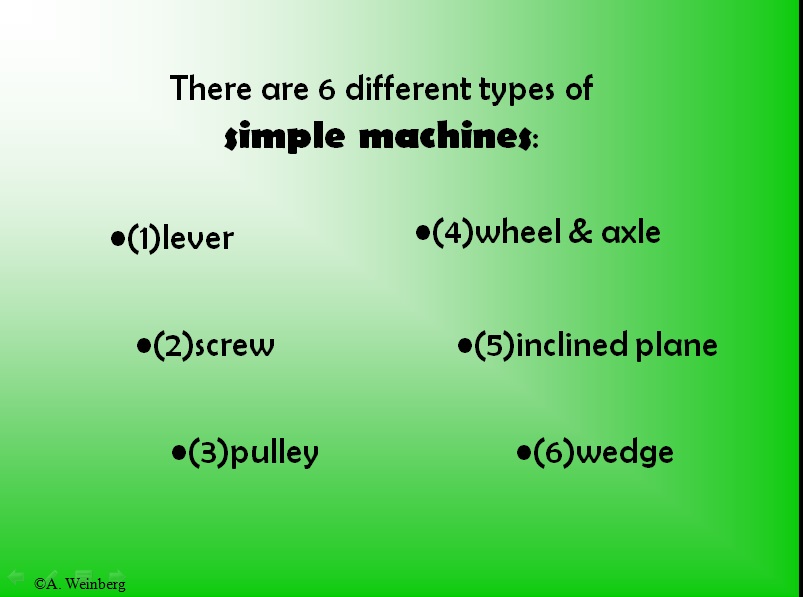 There are 6 different types of
simple machines:
•(1)lever
•(2)screw
•(3)pulley
•(4)wheel & axle
•(5)inclined plane
•(6)wedge
©A. Weinberg